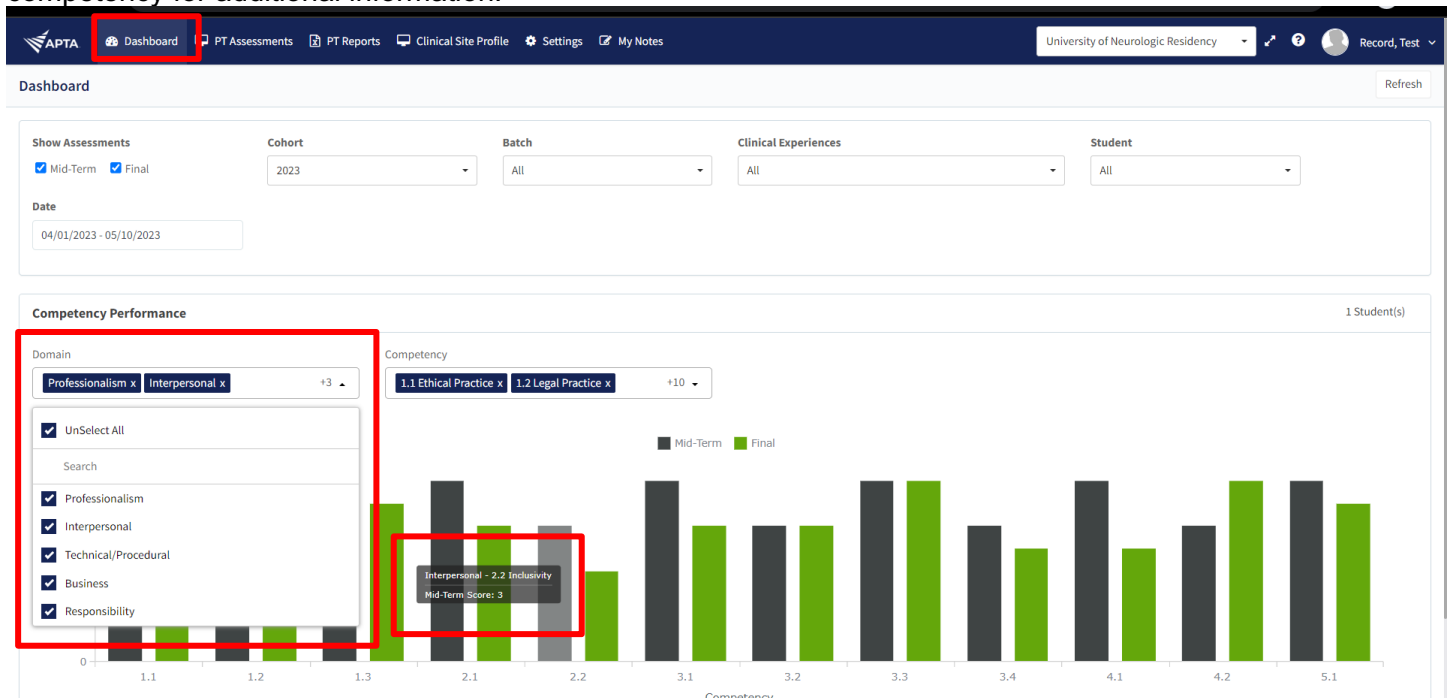 competency for additional information.
APTA Dashboard PT Assessments PT Reports Clinical Site Profile Settings My Notes University of Neurologic Residency Record, Test
Dashboard Refresh
Show Assessments Cohort Batch Clinical Experiences Student
Mid-Term Final 2023 All All All
Date
04/01/2023 - 05/10/2023
Competency Performance 1 Student(s)
Domain Competency
Professionalism x Interpersonal x +3 1.1 Ethical Practice x 1.2 Legal Practice x +10
UnSelect All
Mid-Term Final
Search
Professionalism
Interpersonal
Technical/Procedural
Business
Responsibility
Interpersonal - 2.2 Inclusivity
Mid-Term Score: 3
0
1.1 1.2 1.3 2.1 2.2 3.1 3.2 3.3 3.4 4.1 4.2 5.1
Competency